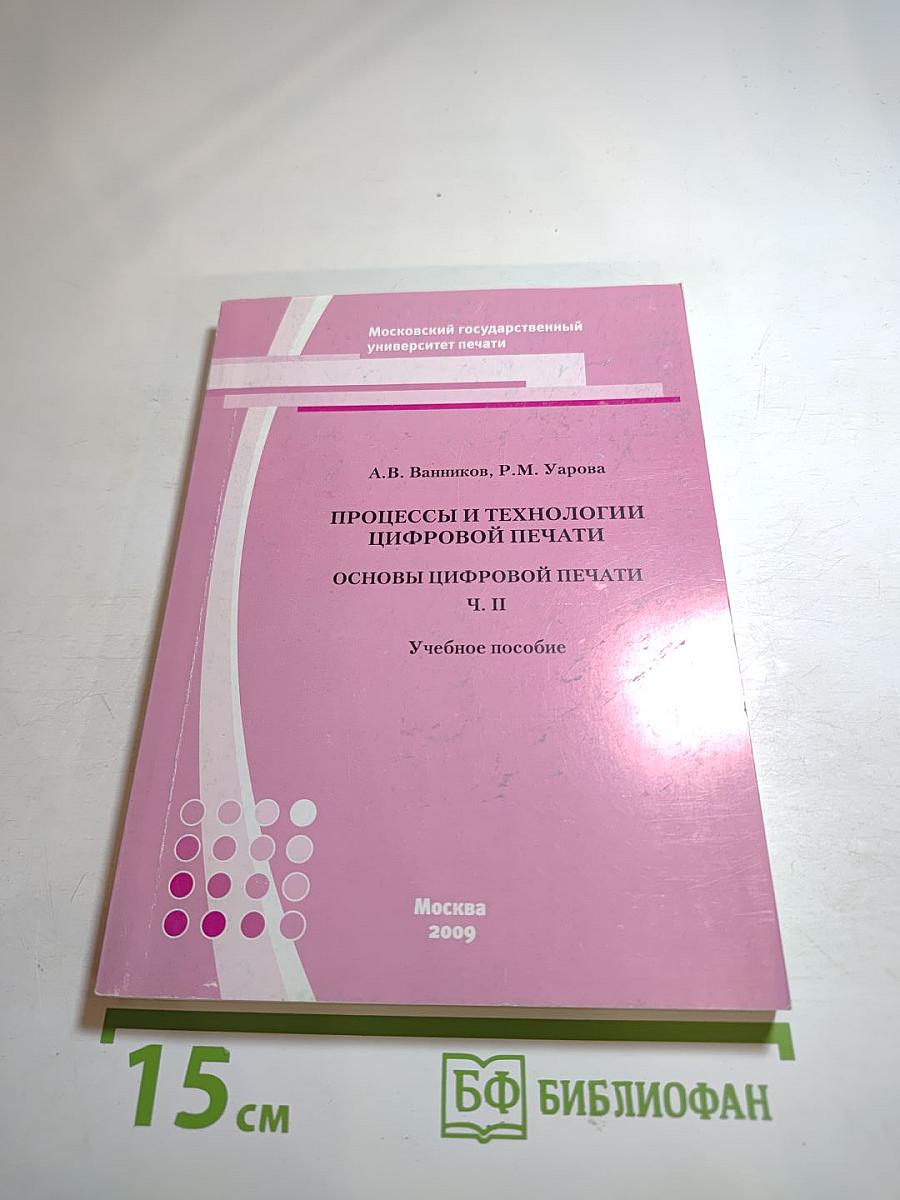 Московский государственный
университет печати
А.В. Ванников, Р.М. Уарова
ПРОЦЕССЫ И ТЕХНОЛОГИИ
ЦИФРОВОЙ ПЕЧАТИ
ОСНОВЫ ЦИФРОВОЙ ПЕЧАТИ
Ч. II
Учебное пособие
Москва
2009
15 см
БФ БИБЛИОФАН